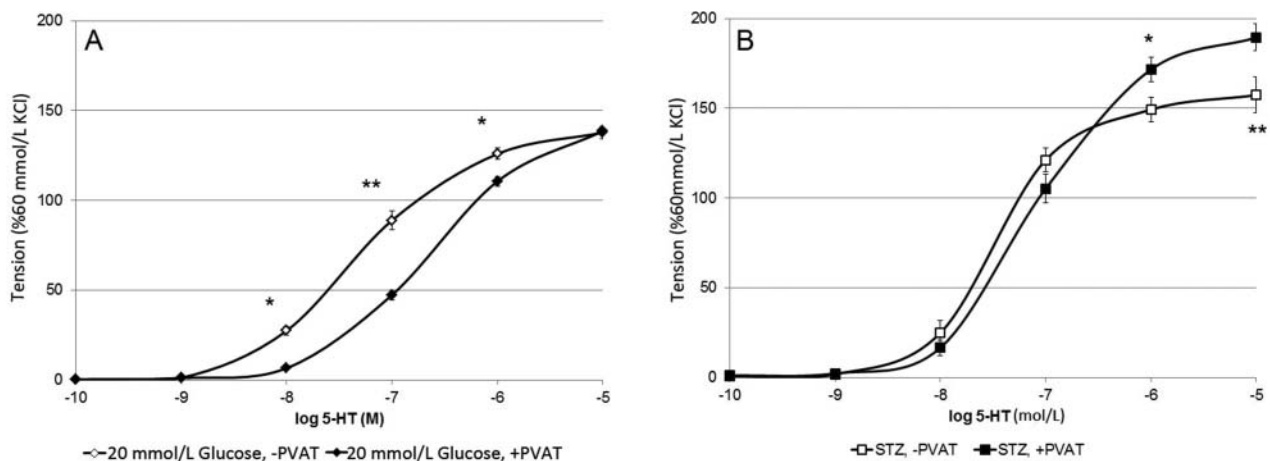 A
Tension (%60 mmol/L KCl)
200
150
100
50
0
*
**
*
-10 -9 -8 -7 -6 -5
log 5-HT (M)
20 mmol/L Glucose, -PVAT 20 mmol/L Glucose, +PVAT
B
Tension (%60mmol/L KCl)
200
150
100
50
0
*
**
-10 -9 -8 -7 -6 -5
log 5-HT (mol/L)
STZ, -PVAT STZ, +PVAT